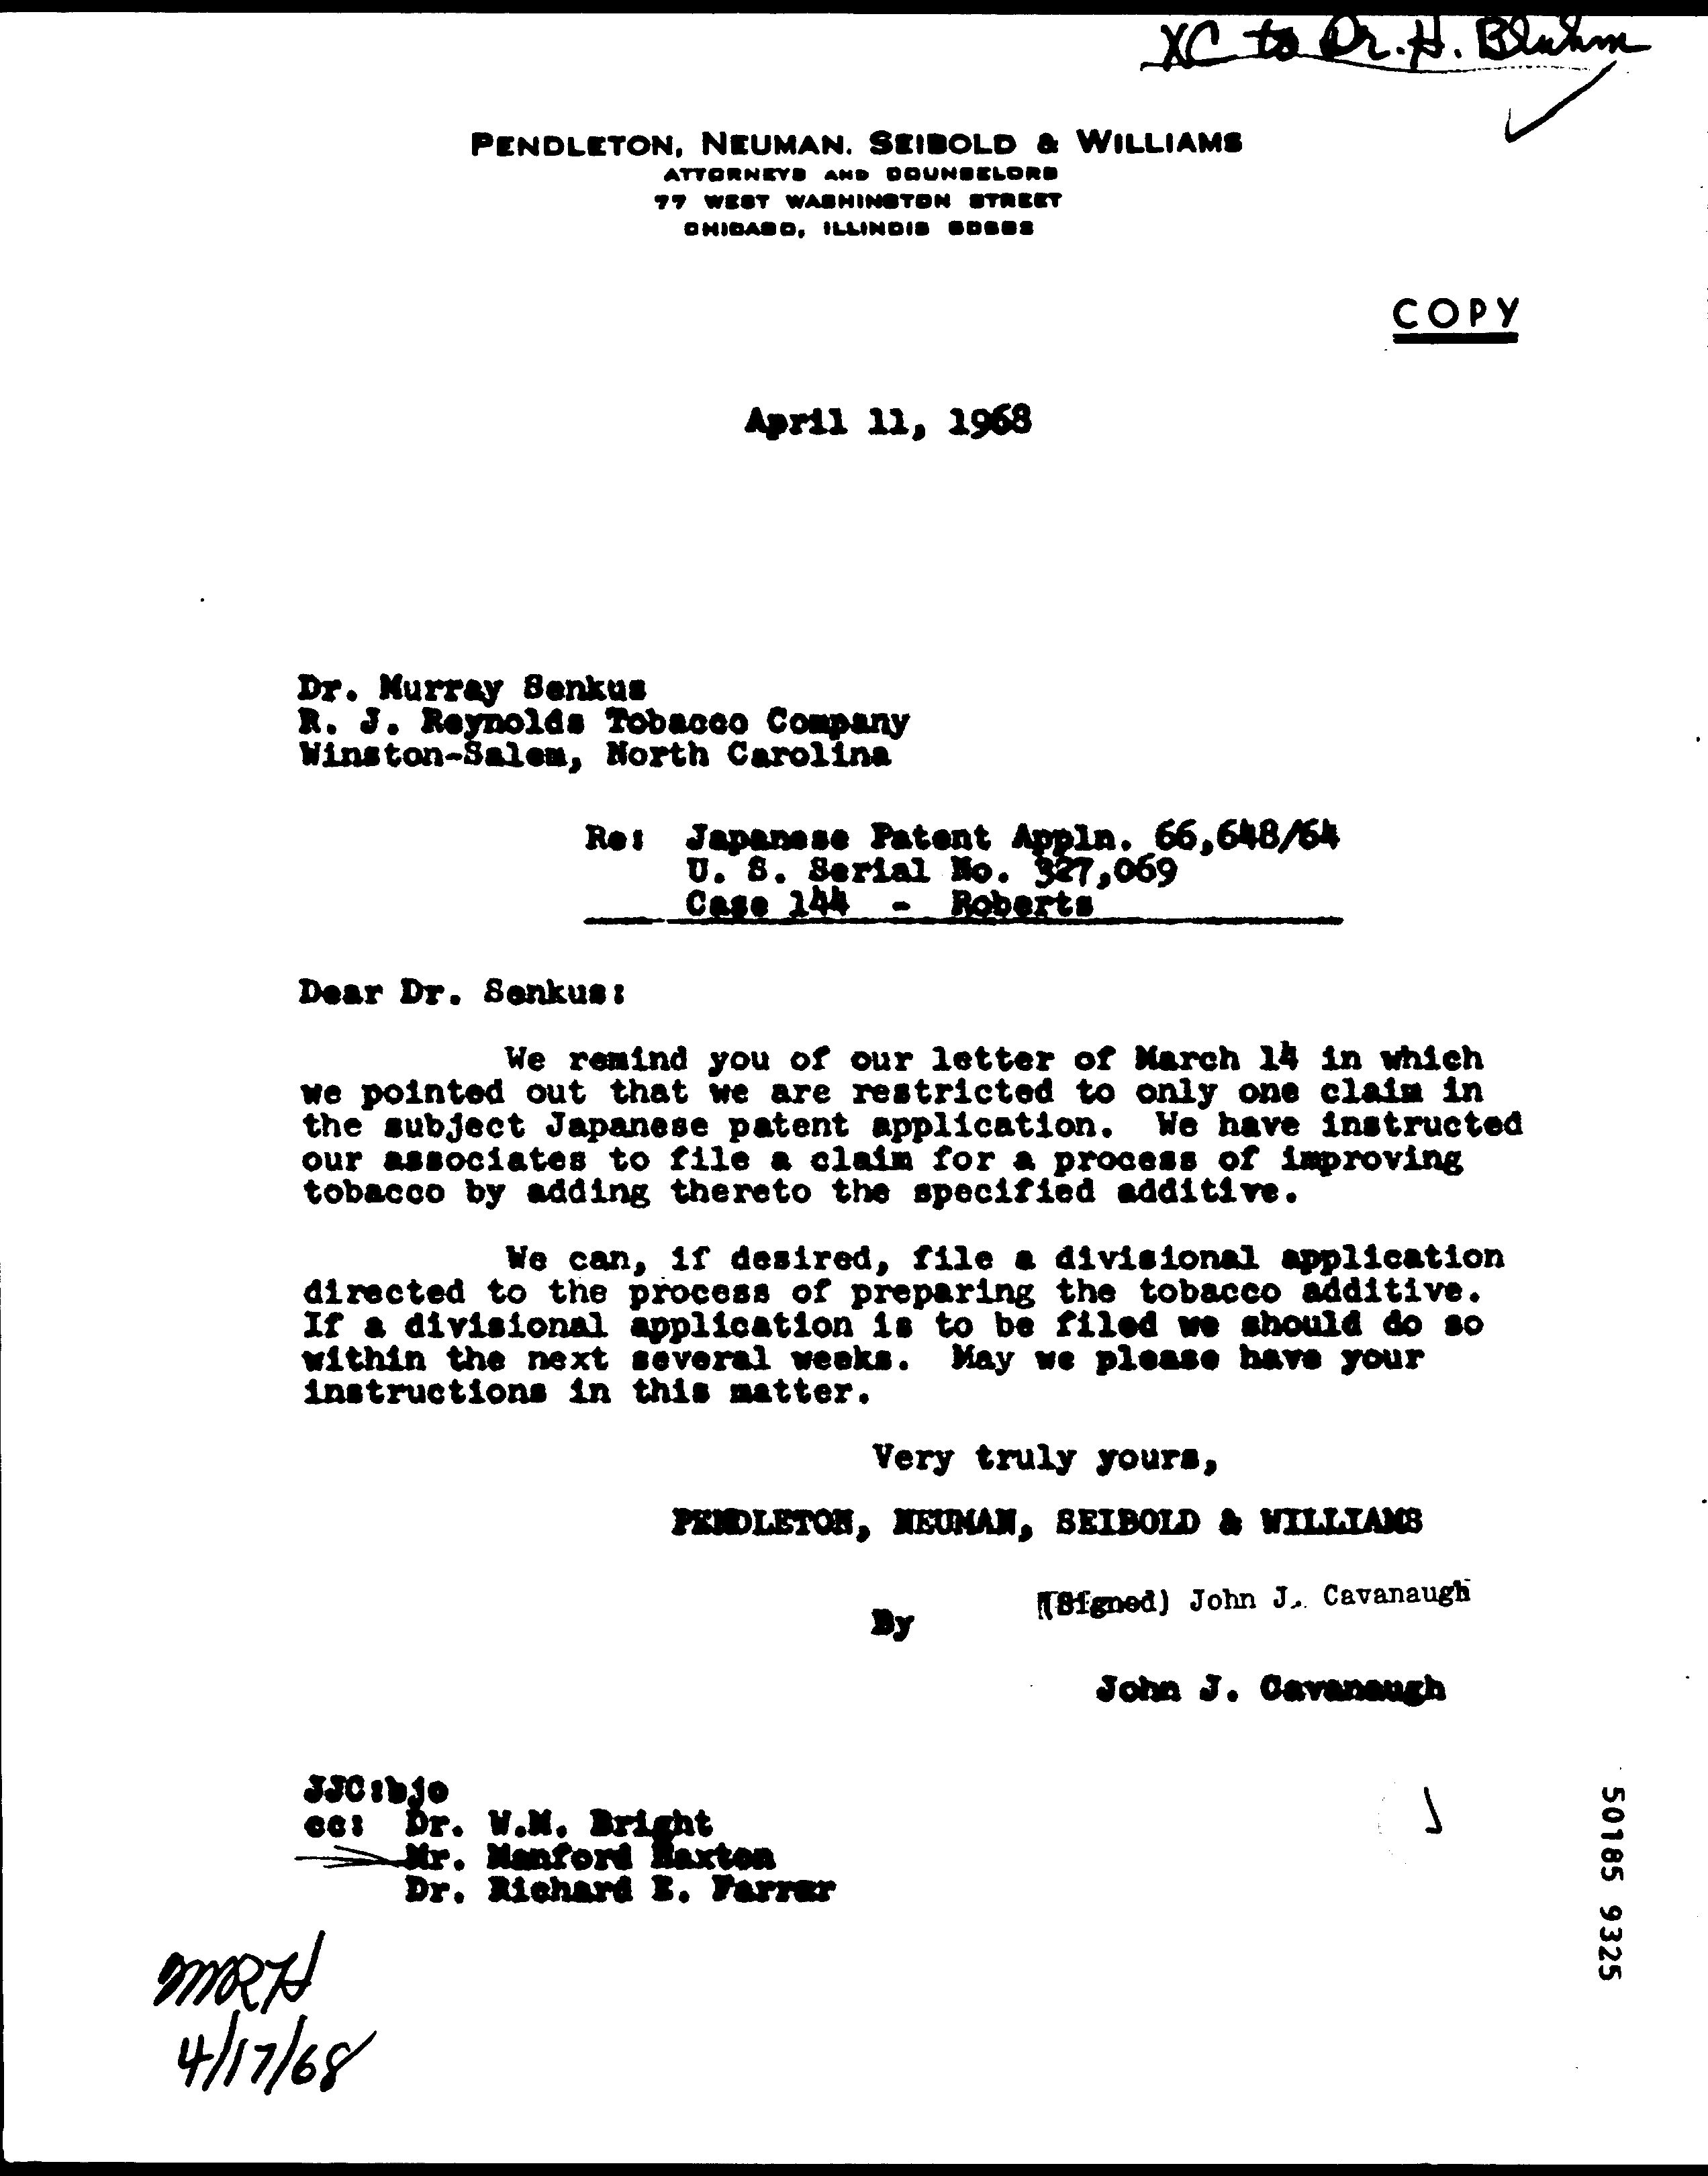 XC to Dr. H. Bluhm
PENDLETON, NEUMAN, SEIBOLD & WILLIAMS
ATTORNEYS AND COUNSELORS
77 WEST WASHINGTON STREET
CHICAGO, ILLINOIS 60602
COPY
April 11, 1968
Dr. Murray Senkus
R. J. Reynolds Tobacco Company
Winston-Salem, North Carolina
Re: Japanese Patent Appln. 66,648/64
U. S. Serial No. 327,069
Case 144 - Roberts
Dear Dr. Senkus:
We remind you of our letter of March 14 in which
we pointed out that we are restricted to only one claim in
the subject Japanese patent application. We have instructed
our associates to file a claim for a process of improving
tobacco by adding thereto the specified additive.
We can, if desired, file a divisional application
directed to the process of preparing the tobacco additive.
If a divisional application is to be filed we should do so
within the next several weeks. May we please have your
instructions in this matter.
Very truly yours,
PENDLETON, NEUMAN, SEIBOLD & WILLIAMS
(Signed) John J. Cavanaugh
By
John J. Cavanaugh
JJC:bjo
cc: Dr. W.M. Bright
Mr. Manford Haxton
Dr. Richard E. Farrar
MRH
4/17/68
50185 9325